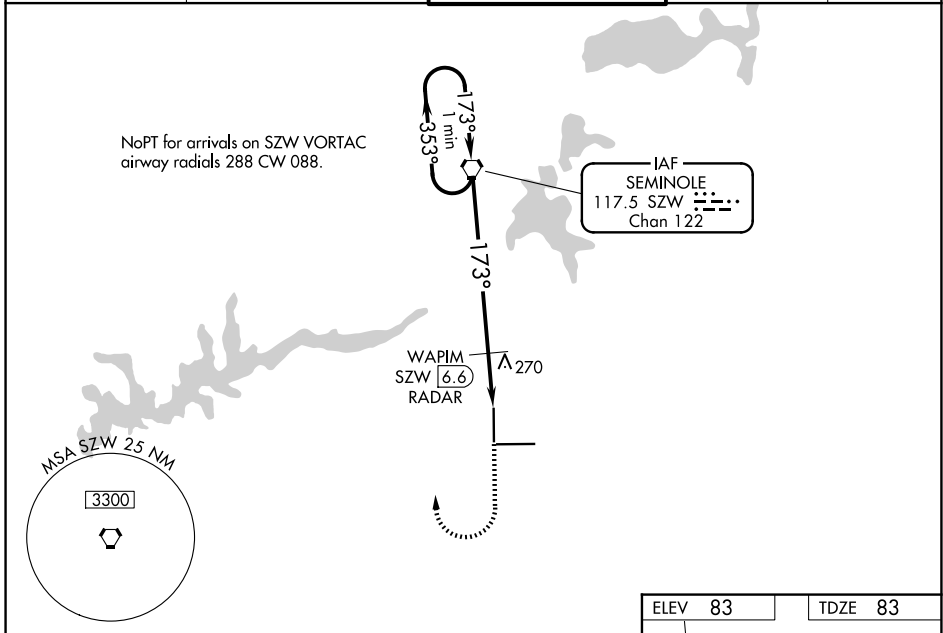 NoPT for arrivals on SZW VORTAC
airway radials 288 CW 088.
173°
1 min
353°
IAF
SEMINOLE
117.5 SZW
Chan 122
173°
WAPIM
SZW 6.6
RADAR
270
MSA SZW 25 NM
3300
ELEV 83
TDZE 83